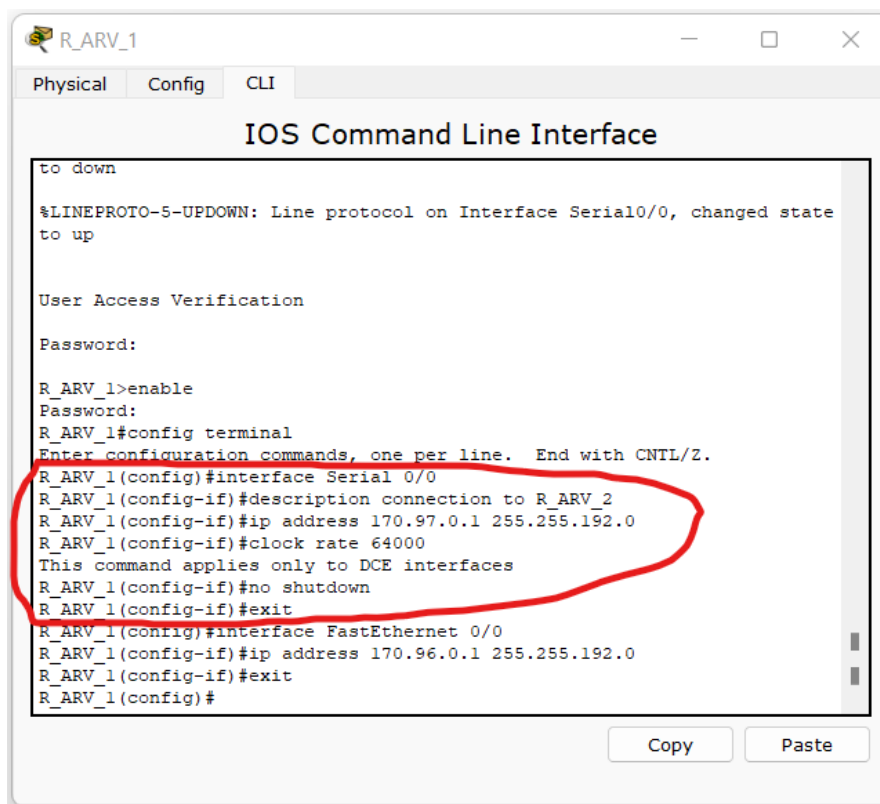 R_ARV_1
Physical Config CLI
IOS Command Line Interface
to down
%LINEPROTO-5-UPDOWN: Line protocol on Interface Serial0/0, changed state
to up
User Access Verification
Password:
R_ARV_1>enable
Password:
R_ARV_1#config terminal
Enter configuration commands, one per line.  End with CNTL/Z.
R_ARV_1(config)#interface Serial 0/0
R_ARV_1(config-if)#description connection to R_ARV_2
R_ARV_1(config-if)#ip address 170.97.0.1 255.255.192.0
R_ARV_1(config-if)#clock rate 64000
This command applies only to DCE interfaces
R_ARV_1(config-if)#no shutdown
R_ARV_1(config-if)#exit
R_ARV_1(config)#interface FastEthernet 0/0
R_ARV_1(config-if)#ip address 170.96.0.1 255.255.192.0
R_ARV_1(config-if)#exit
R_ARV_1(config)#
Copy Paste